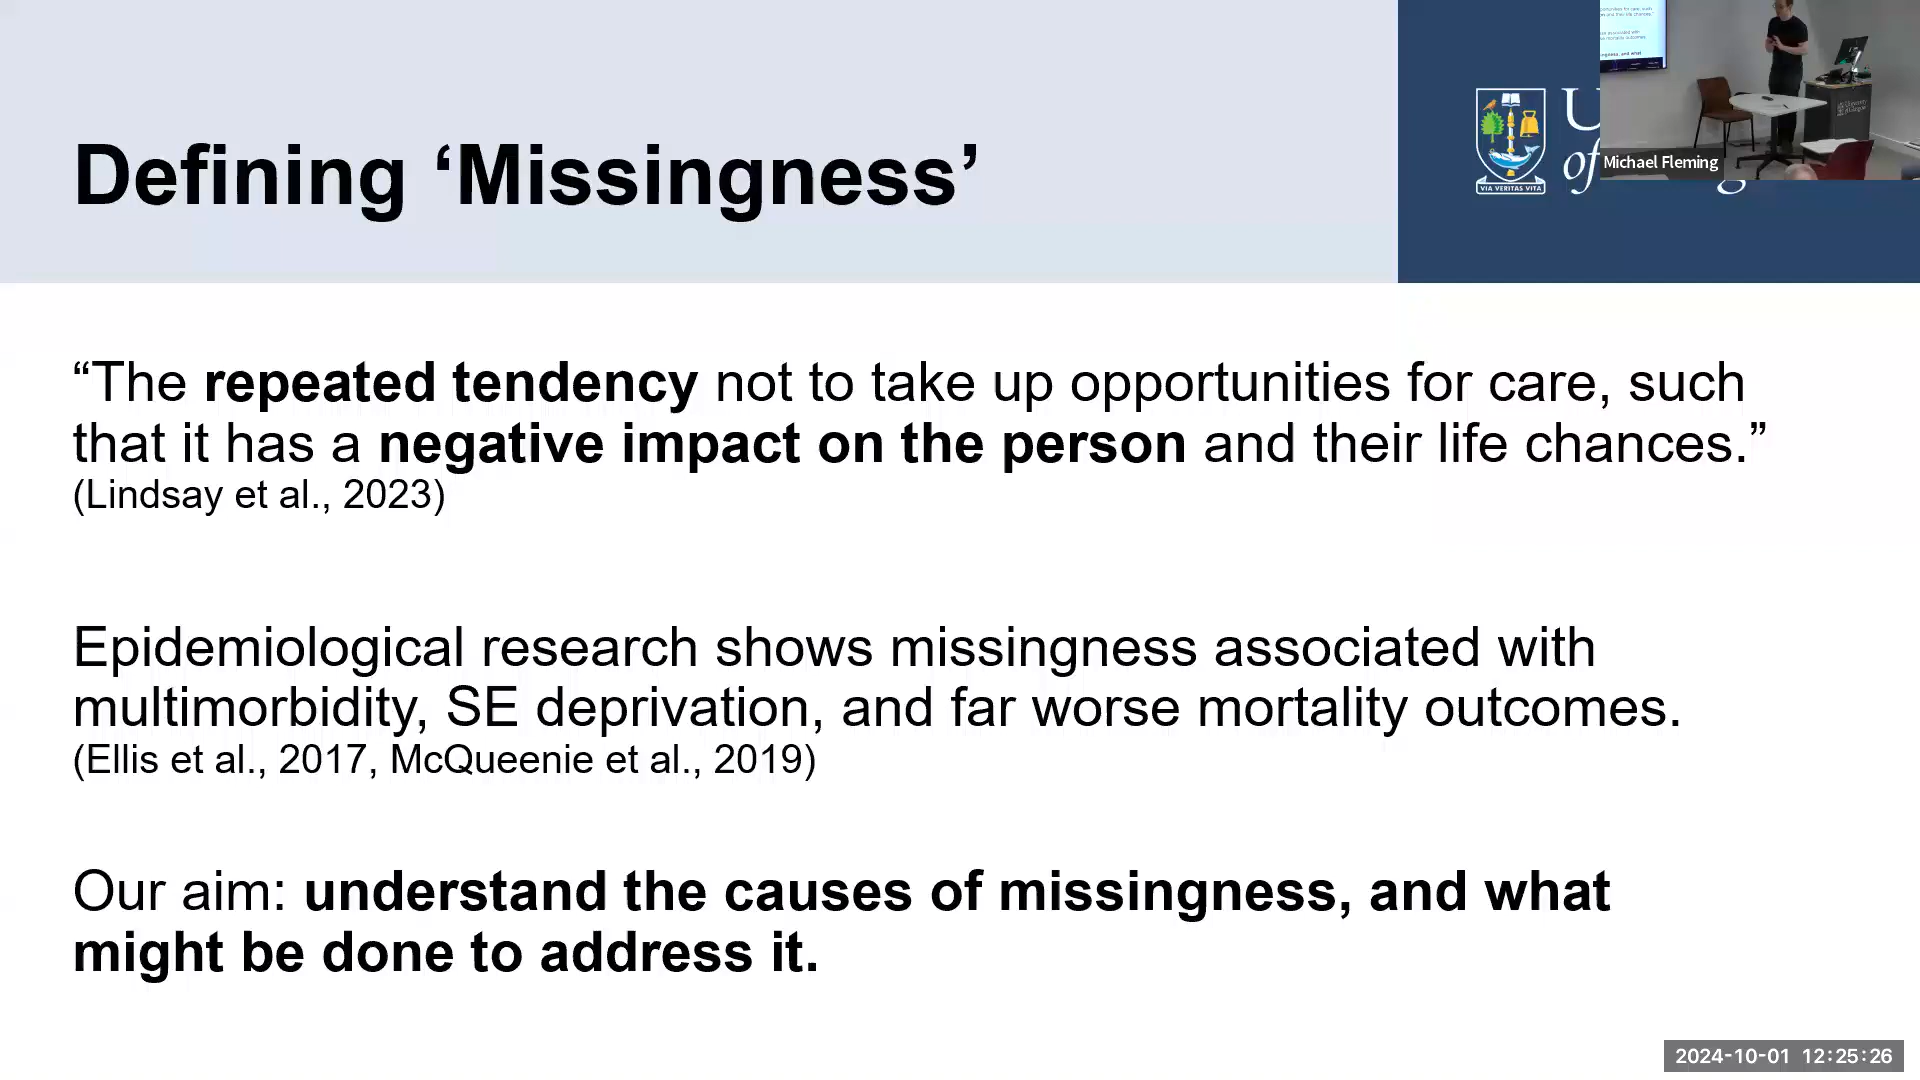 Defining ‘Missingness’
VIA VERITAS VITA
U
of
Michael Fleming
“The repeated tendency not to take up opportunities for care, such
that it has a negative impact on the person and their life chances.”
(Lindsay et al., 2023)
Epidemiological research shows missingness associated with
multimorbidity, SE deprivation, and far worse mortality outcomes.
(Ellis et al., 2017, McQueenie et al., 2019)
Our aim: understand the causes of missingness, and what
might be done to address it.
2024-10-01 12:25:26